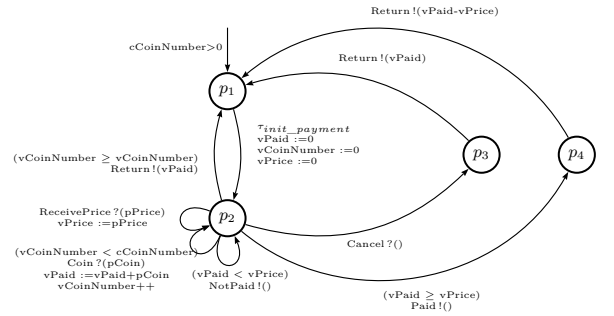 Return!(vPaid-vPrice)
cCoinNumber>0
Return!(vPaid)
p1
τinit_payment
vPaid :=0
vCoinNumber :=0
vPrice :=0
(vCoinNumber ≥ vCoinNumber)
Return!(vPaid)
p3
p4
ReceivePrice?(pPrice)
vPrice :=pPrice
p2
Cancel?()
(vCoinNumber < cCoinNumber)
Coin?(pCoin)
vPaid :=vPaid+pCoin
vCoinNumber++
(vPaid < vPrice)
NotPaid!()
(vPaid ≥ vPrice)
Paid!()